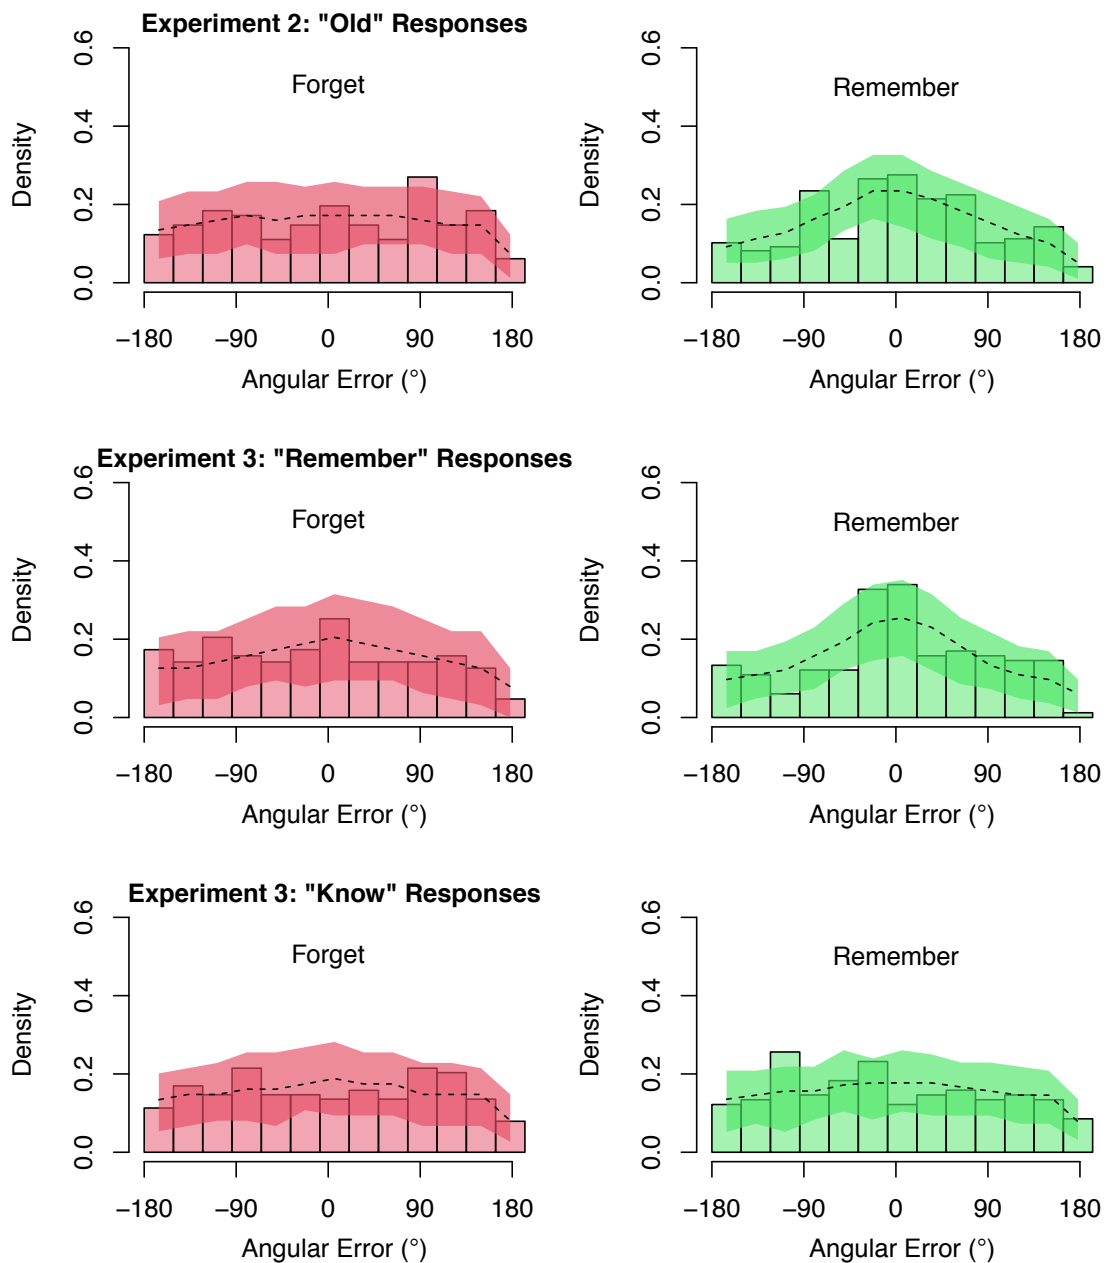 Experiment 2: "Old" Responses
Forget
Density
0.0 0.2 0.4 0.6
−180 −90 0 90 180
Angular Error (°)
Remember
Density
0.0 0.2 0.4 0.6
−180 −90 0 90 180
Angular Error (°)
Experiment 3: "Remember" Responses
Forget
Density
0.0 0.2 0.4 0.6
−180 −90 0 90 180
Angular Error (°)
Remember
Density
0.0 0.2 0.4 0.6
−180 −90 0 90 180
Angular Error (°)
Experiment 3: "Know" Responses
Forget
Density
0.0 0.2 0.4 0.6
−180 −90 0 90 180
Angular Error (°)
Remember
Density
0.0 0.2 0.4 0.6
−180 −90 0 90 180
Angular Error (°)